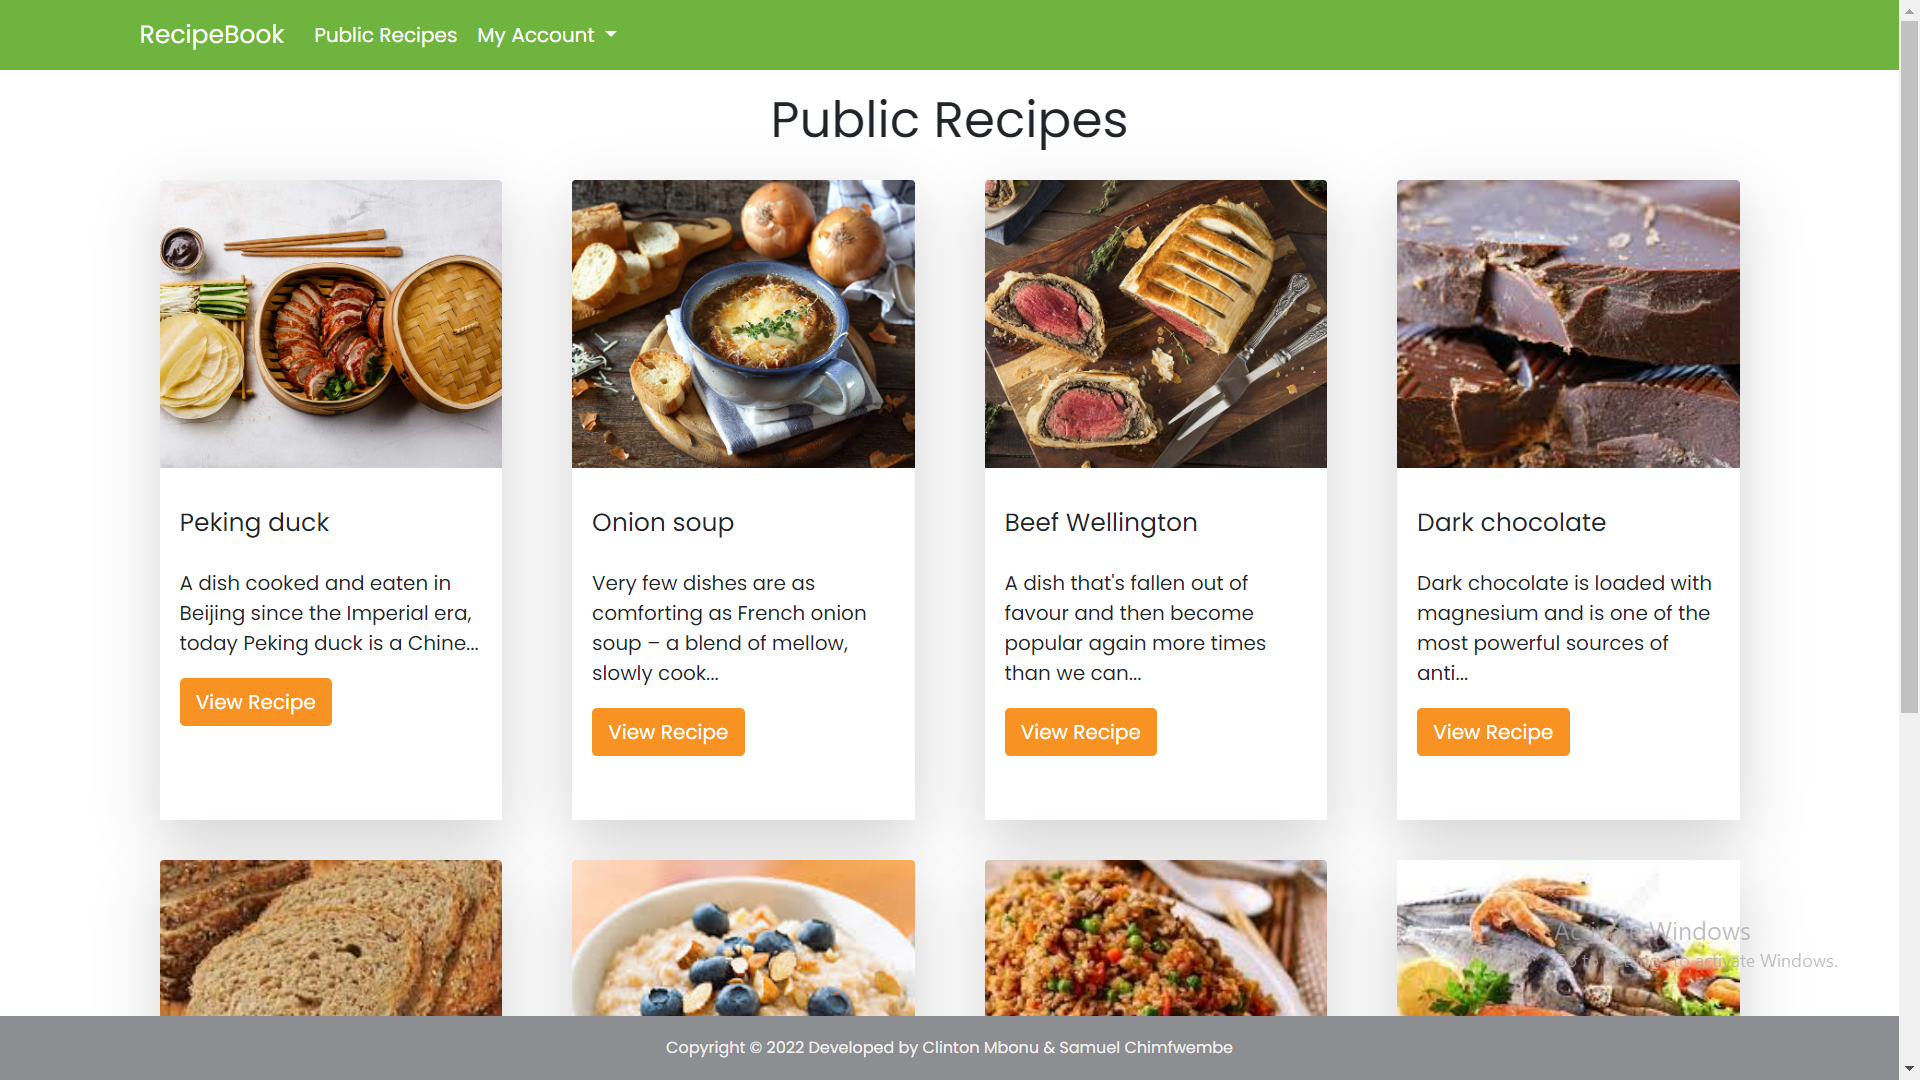 RecipeBook Public Recipes My Account
Public Recipes
Peking duck
A dish cooked and eaten in
Beijing since the Imperial era,
today Peking duck is a Chine...
View Recipe
Onion soup
Very few dishes are as
comforting as French onion
soup – a blend of mellow,
slowly cook...
View Recipe
Beef Wellington
A dish that's fallen out of
favour and then become
popular again more times
than we can...
View Recipe
Dark chocolate
Dark chocolate is loaded with
magnesium and is one of the
most powerful sources of
anti...
View Recipe
Activate Windows
Go to Settings to activate Windows.
Copyright © 2022 Developed by Clinton Mbonu & Samuel Chimfwembe